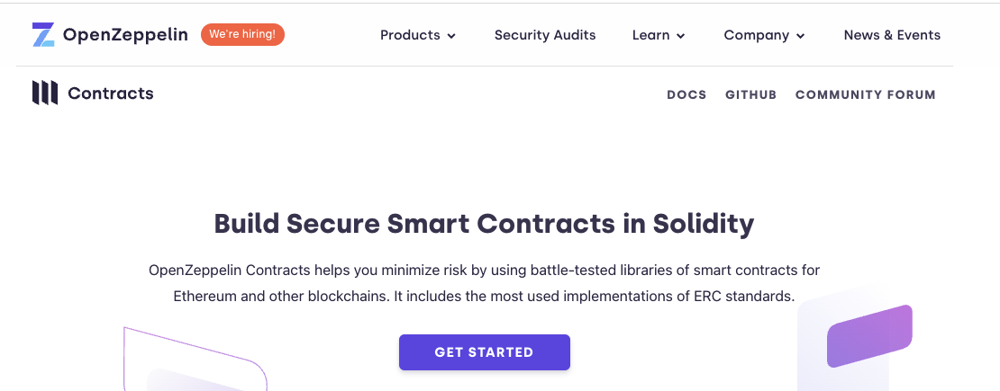 OpenZeppelin We're hiring! Products Security Audits Learn Company News & Events
Contracts DOCS GITHUB COMMUNITY FORUM
Build Secure Smart Contracts in Solidity
OpenZeppelin Contracts helps you minimize risk by using battle-tested libraries of smart contracts for
Ethereum and other blockchains. It includes the most used implementations of ERC standards.
GET STARTED